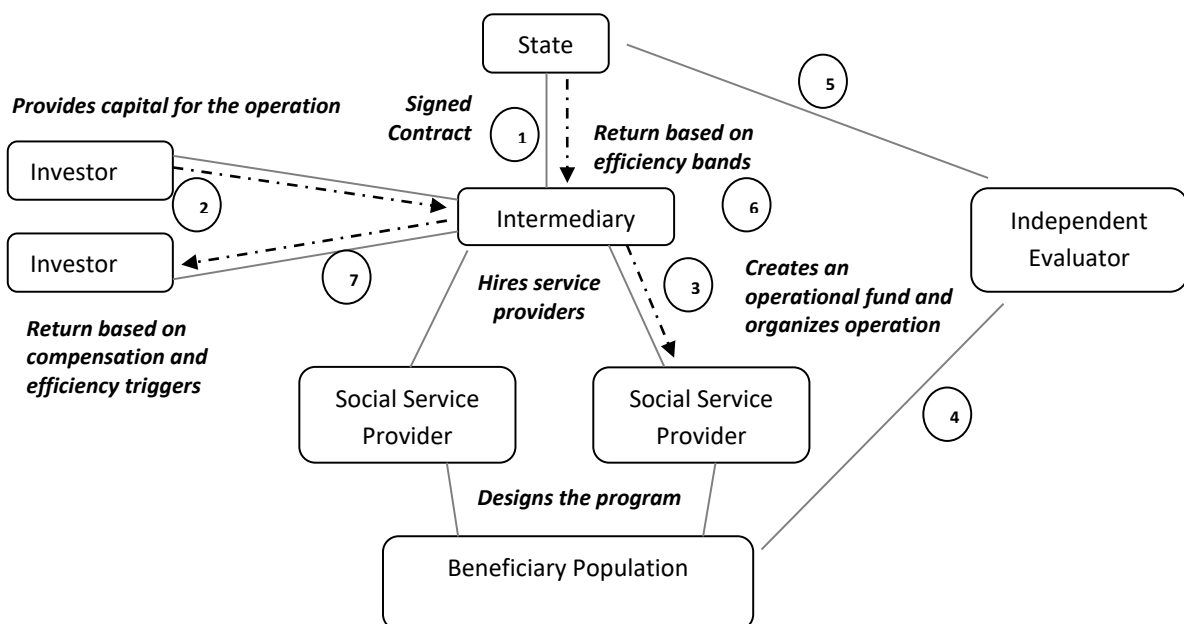 State
5
Provides capital for the operation
Signed
Contract
1
Return based on
efficiency bands
Investor
2
Intermediary
6
Independent
Evaluator
Investor
7
Hires service
providers
3
Creates an
operational fund and
organizes operation
Return based on
compensation and
efficiency triggers
Social Service
Provider
Social Service
Provider
4
Designs the program
Beneficiary Population